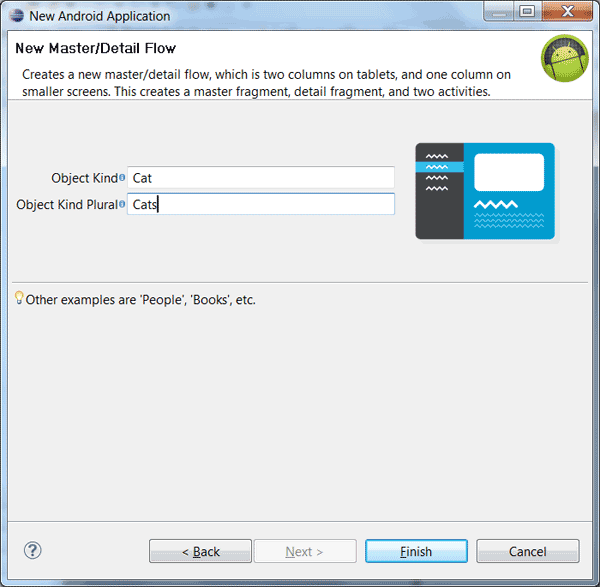 New Android Application
New Master/Detail Flow
Creates a new master/detail flow, which is two columns on tablets, and one column on
smaller screens. This creates a master fragment, detail fragment, and two activities.
Object Kind Cat
Object Kind Plural Cats
Other examples are 'People', 'Books', etc.
? < Back Next > Finish Cancel